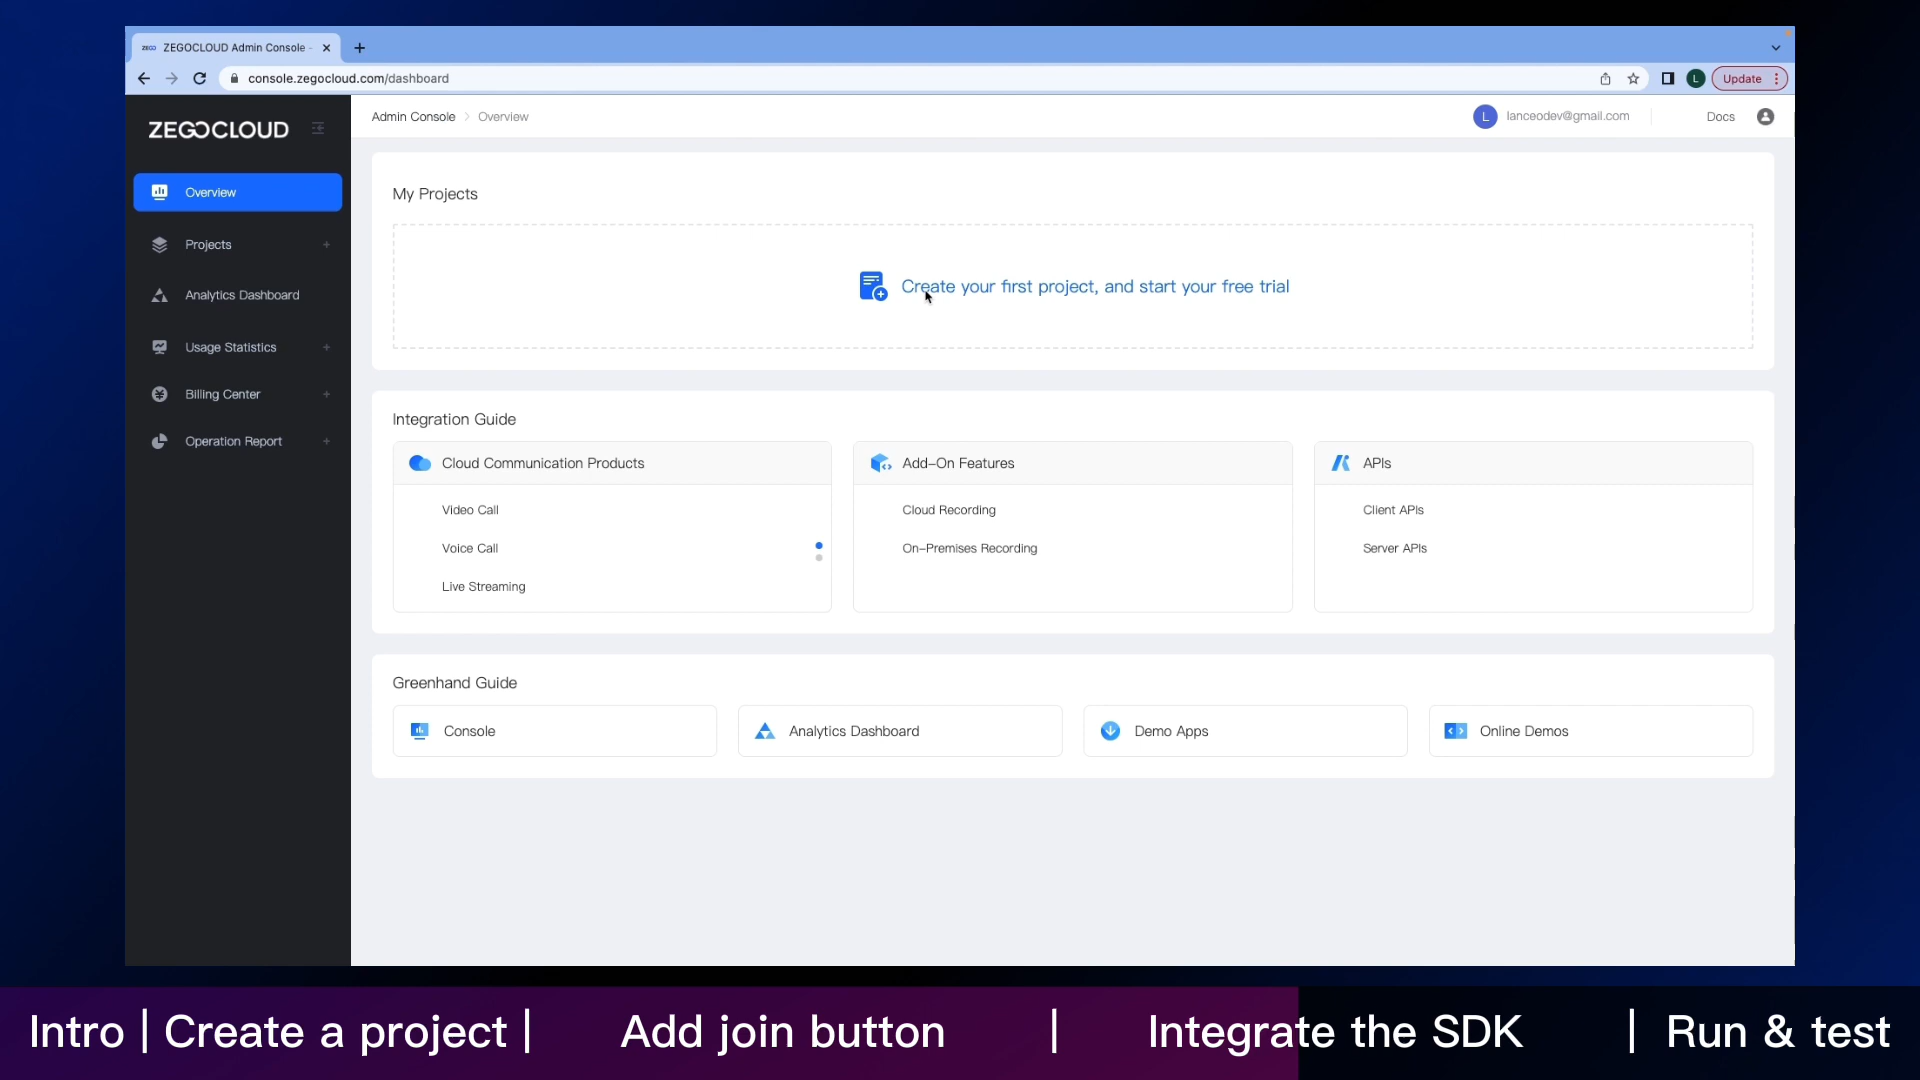 ZEGO ZEGOCLOUD Admin Console -
console.zegocloud.com/dashboard
L
Update
ZEGOCLOUD
Admin Console > Overview
L
lanceodev@gmail.com
Docs
Overview
Projects
Analytics Dashboard
Usage Statistics
Billing Center
Operation Report
My Projects
Create your first project, and start your free trial
Integration Guide
Cloud Communication Products
Video Call
Voice Call
Live Streaming
Add-On Features
Cloud Recording
On-Premises Recording
APIs
Client APIs
Server APIs
Greenhand Guide
Console
Analytics Dashboard
Demo Apps
Online Demos
Intro | Create a project | Add join button | Integrate the SDK | Run & test